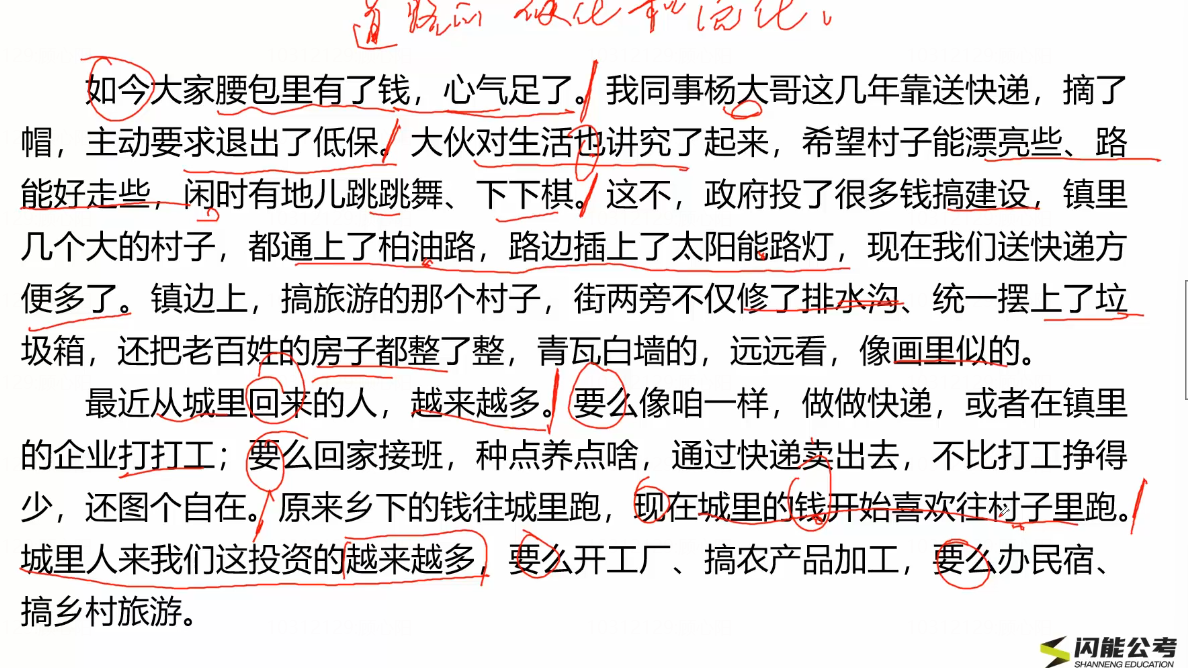 道路的硬化和亮化。
如今大家腰包里有了钱，心气足了。我同事杨大哥这几年靠送快递，摘了
帽，主动要求退出了低保。大伙对生活也讲究了起来，希望村子能漂亮些、路
能好走些，闲时有地儿跳跳舞、下下棋。这不，政府投了很多钱搞建设，镇里
几个大的村子，都通上了柏油路，路边插上了太阳能路灯，现在我们送快递方
便多了。镇边上，搞旅游的那个村子，街两旁不仅修了排水沟、统一摆上了垃
圾箱，还把老百姓的房子都整了整，青瓦白墙的，远远看，像画里似的。
最近从城里回来的人，越来越多。要么像咱一样，做做快递，或者在镇里
的企业打打工；要么回家接班，种点养点啥，通过快递卖出去，不比打工挣得
少，还图个自在。原来乡下的钱往城里跑，现在城里的钱开始喜欢往村子里跑。
城里人来我们这投资的越来越多，要么开工厂、搞农产品加工，要么办民宿、
搞乡村旅游。
闪能公考
SHANNENG EDUCATION